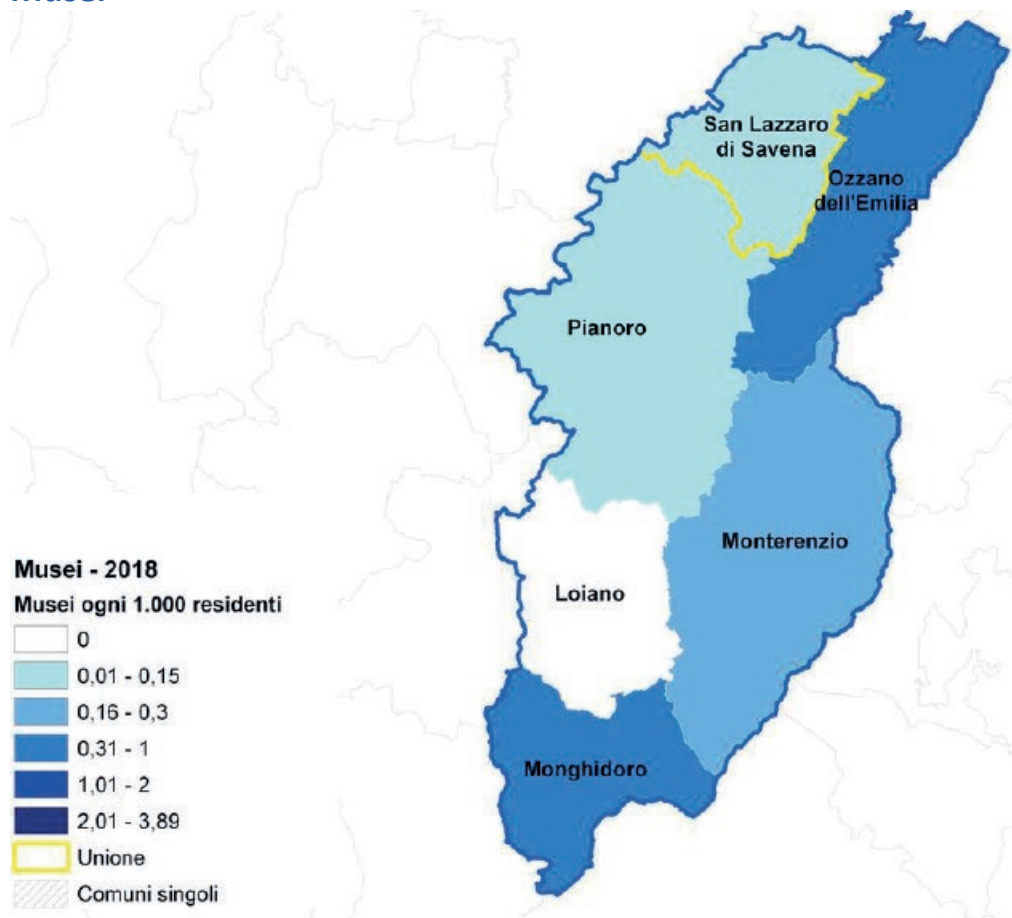 San Lazzaro
di Savena
Ozzano
dell'Emilia
Pianoro
Monterenzio
Loiano
Monghidoro
Musei - 2018
Musei ogni 1.000 residenti
0
0,01 - 0,15
0,16 - 0,3
0,31 - 1
1,01 - 2
2,01 - 3,89
Unione
Comuni singoli